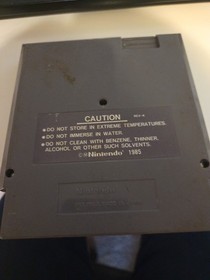 CAUTION
● DO NOT STORE IN EXTREME TEMPERATURES.
● DO NOT IMMERSE IN WATER.
● DO NOT CLEAN WITH BENZENE, THINNER,
ALCOHOL OR OTHER SUCH SOLVENTS.
©Nintendo 1985